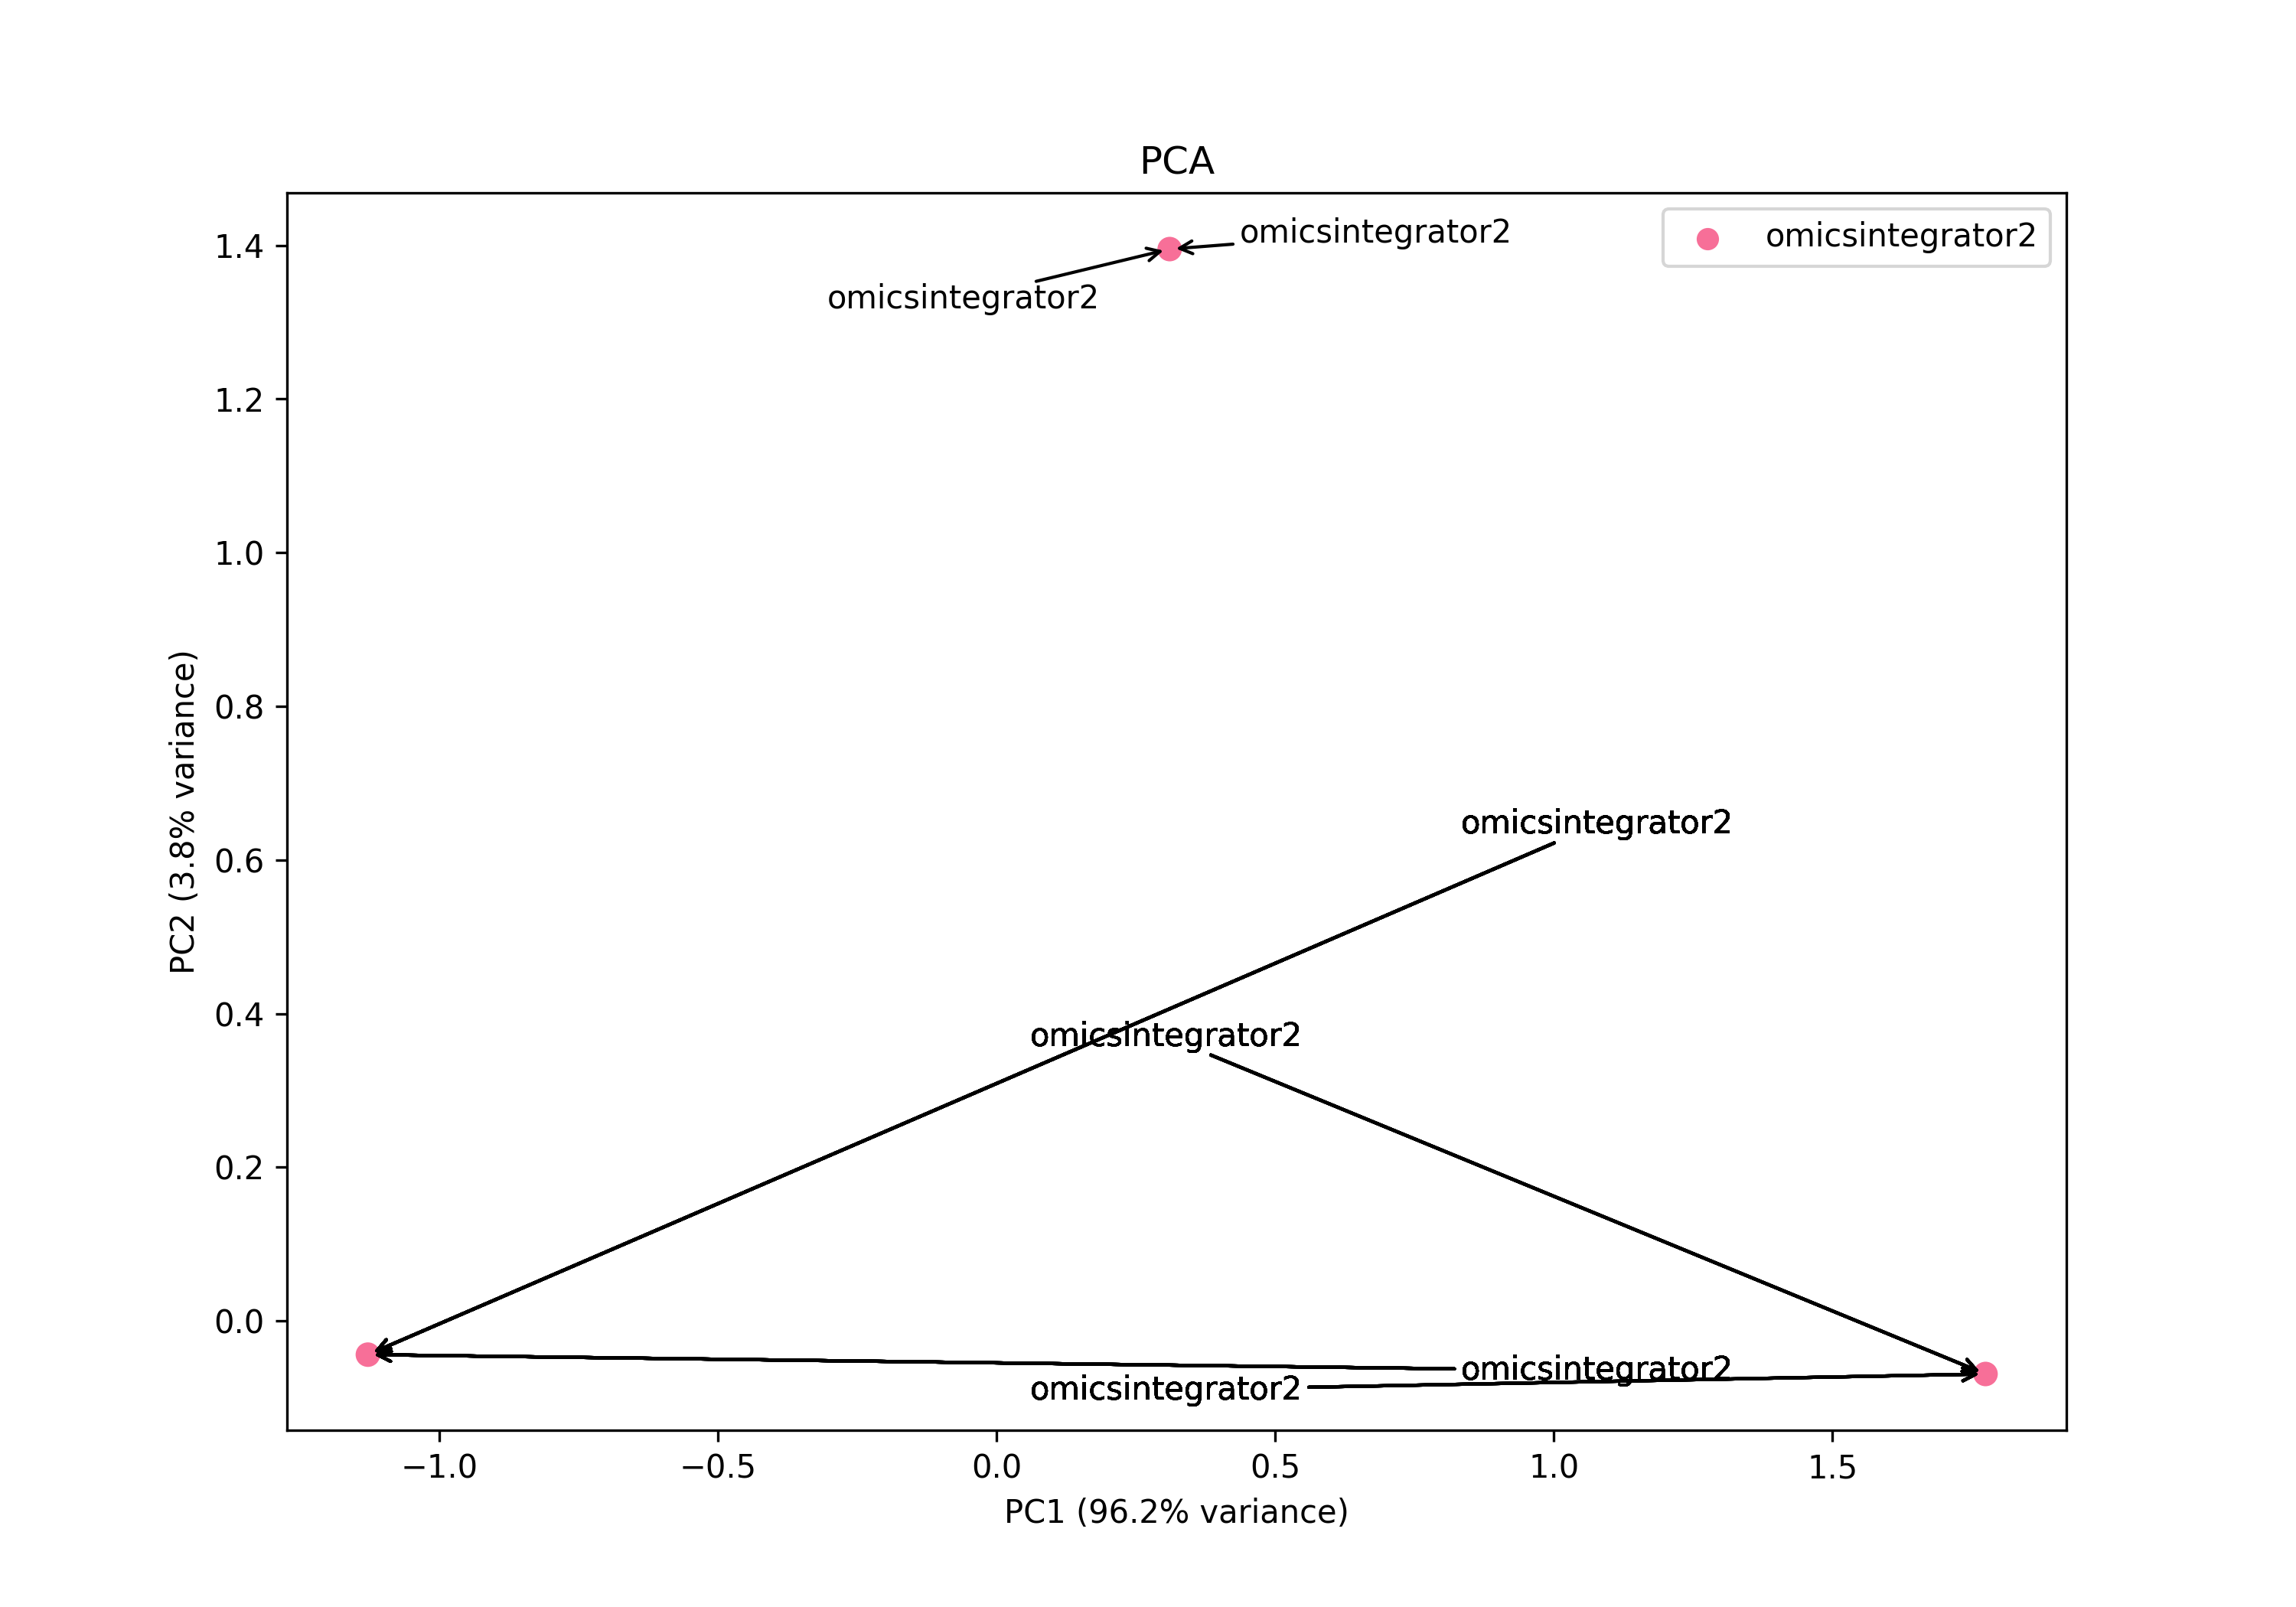 PCA
omicsintegrator2
omicsintegrator2
omicsintegrator2
1.4
1.2
1.0
0.8
0.6
0.4
0.2
0.0
PC2 (3.8% variance)
omicsintegrator2
omicsintegrator2
omicsintegrator2
omicsintegrator2
−1.0 −0.5 0.0 0.5 1.0 1.5
PC1 (96.2% variance)